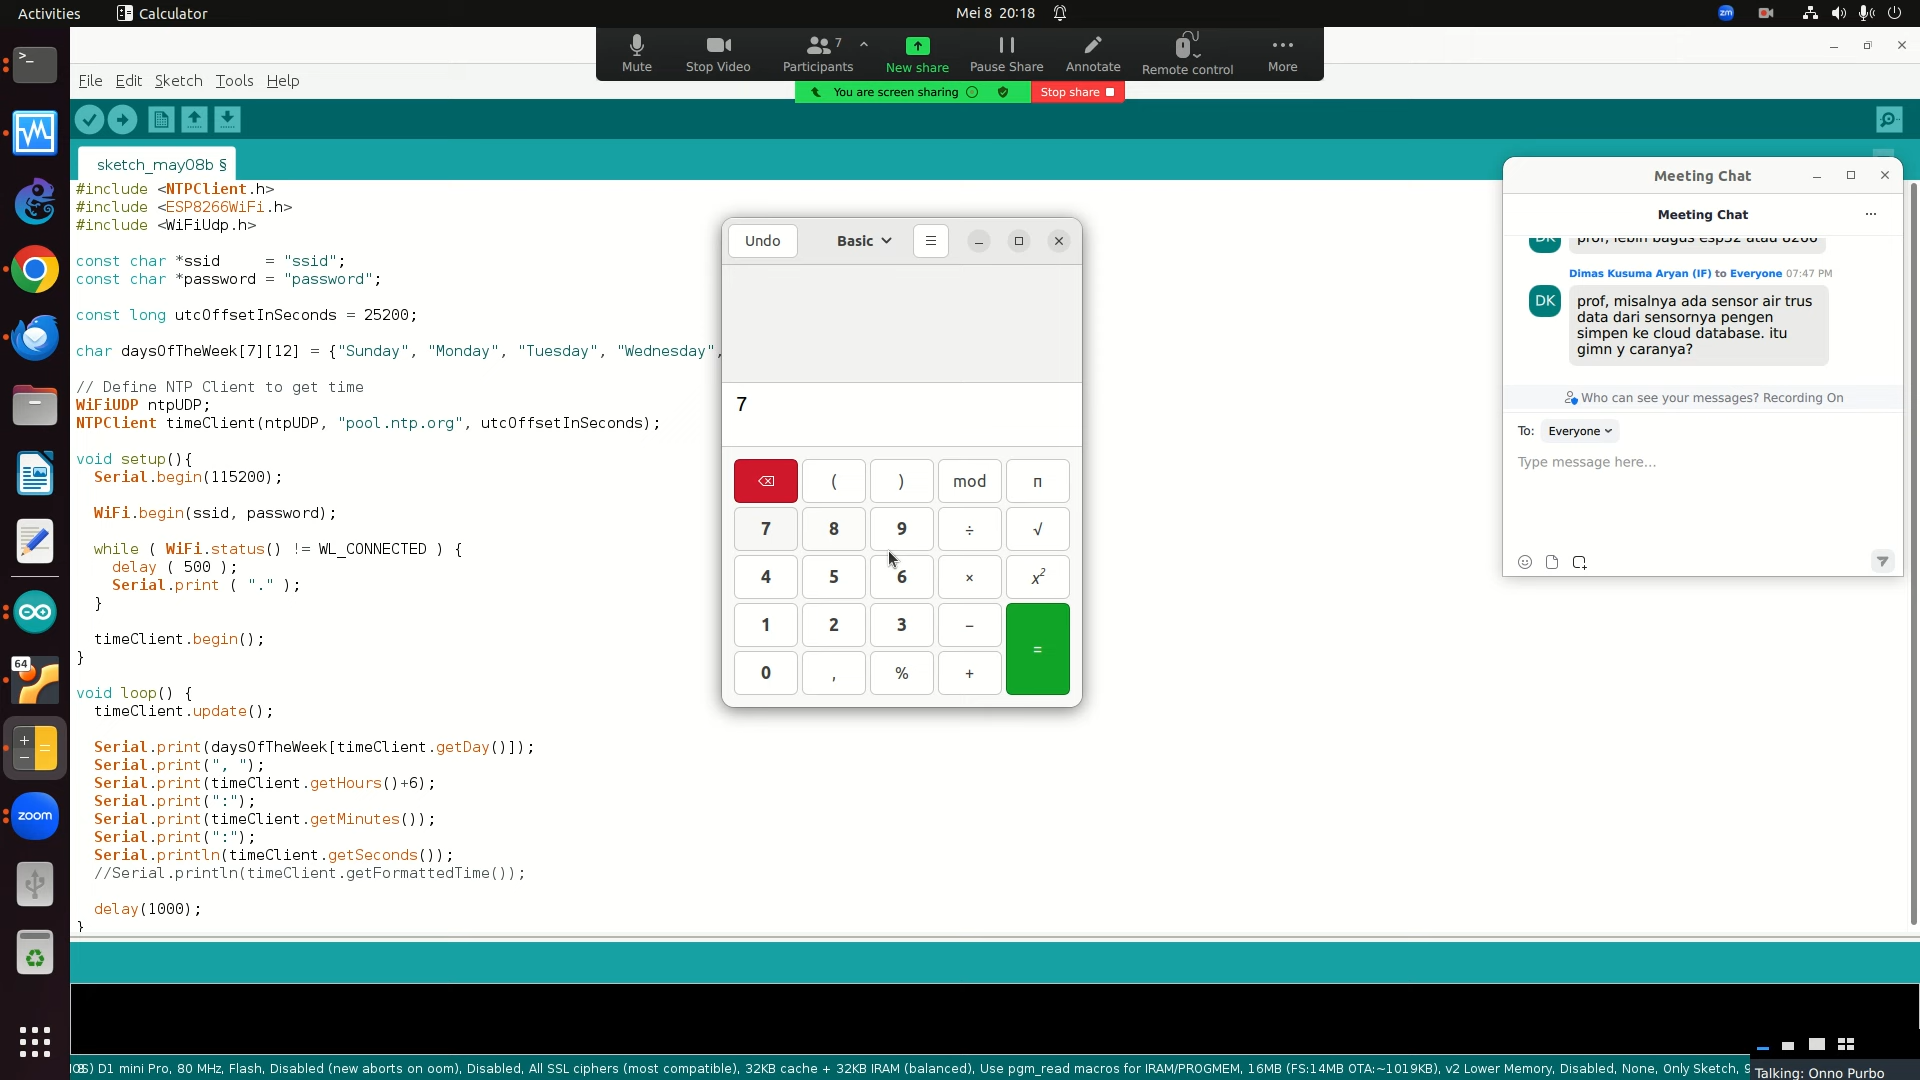 Activities
Calculator
Mei 8 20:18
zm
Mute
Stop Video
Participants
7
New share
Pause Share
Annotate
Remote control
More
You are screen sharing
Stop share
File Edit Sketch Tools Help
sketch_may08b §
#include <NTPClient.h>
#include <ESP8266WiFi.h>
#include <WiFiUdp.h>
const char *ssid     = "ssid";
const char *password = "password";
const long utcOffsetInSeconds = 25200;
char daysOfTheWeek[7][12] = {"Sunday", "Monday", "Tuesday", "Wednesday",
// Define NTP Client to get time
WiFiUDP ntpUDP;
NTPClient timeClient(ntpUDP, "pool.ntp.org", utcOffsetInSeconds);
void setup(){
  Serial.begin(115200);
  WiFi.begin(ssid, password);
  while ( WiFi.status() != WL_CONNECTED ) {
    delay ( 500 );
    Serial.print ( "." );
  }
  timeClient.begin();
}
void loop() {
  timeClient.update();
  Serial.print(daysOfTheWeek[timeClient.getDay()]);
  Serial.print(", ");
  Serial.print(timeClient.getHours()+6);
  Serial.print(":");
  Serial.print(timeClient.getMinutes());
  Serial.print(":");
  Serial.println(timeClient.getSeconds());
  //Serial.println(timeClient.getFormattedTime());
  delay(1000);
}
Undo
Basic
7
( ) mod π
7 8 9 ÷ √
4 5 6 × x²
1 2 3 −
=
0 , % +
Meeting Chat
Meeting Chat
DK
prof, lebih bagus esp32 atau 8266
Dimas Kusuma Aryan (IF) to Everyone 07:47 PM
DK
prof, misalnya ada sensor air trus
data dari sensornya pengen
simpen ke cloud database. itu
gimn y caranya?
Who can see your messages? Recording On
To: Everyone
Type message here...
64
zoom
D1 mini Pro, 80 MHz, Flash, Disabled (new aborts on oom), Disabled, All SSL ciphers (most compatible), 32KB cache + 32KB IRAM (balanced), Use pgm_read macros for IRAM/PROGMEM, 16MB (FS:14MB OTA:~1019KB), v2 Lower Memory, Disabled, None, Only Sketch,
Talking: Onno Purbo